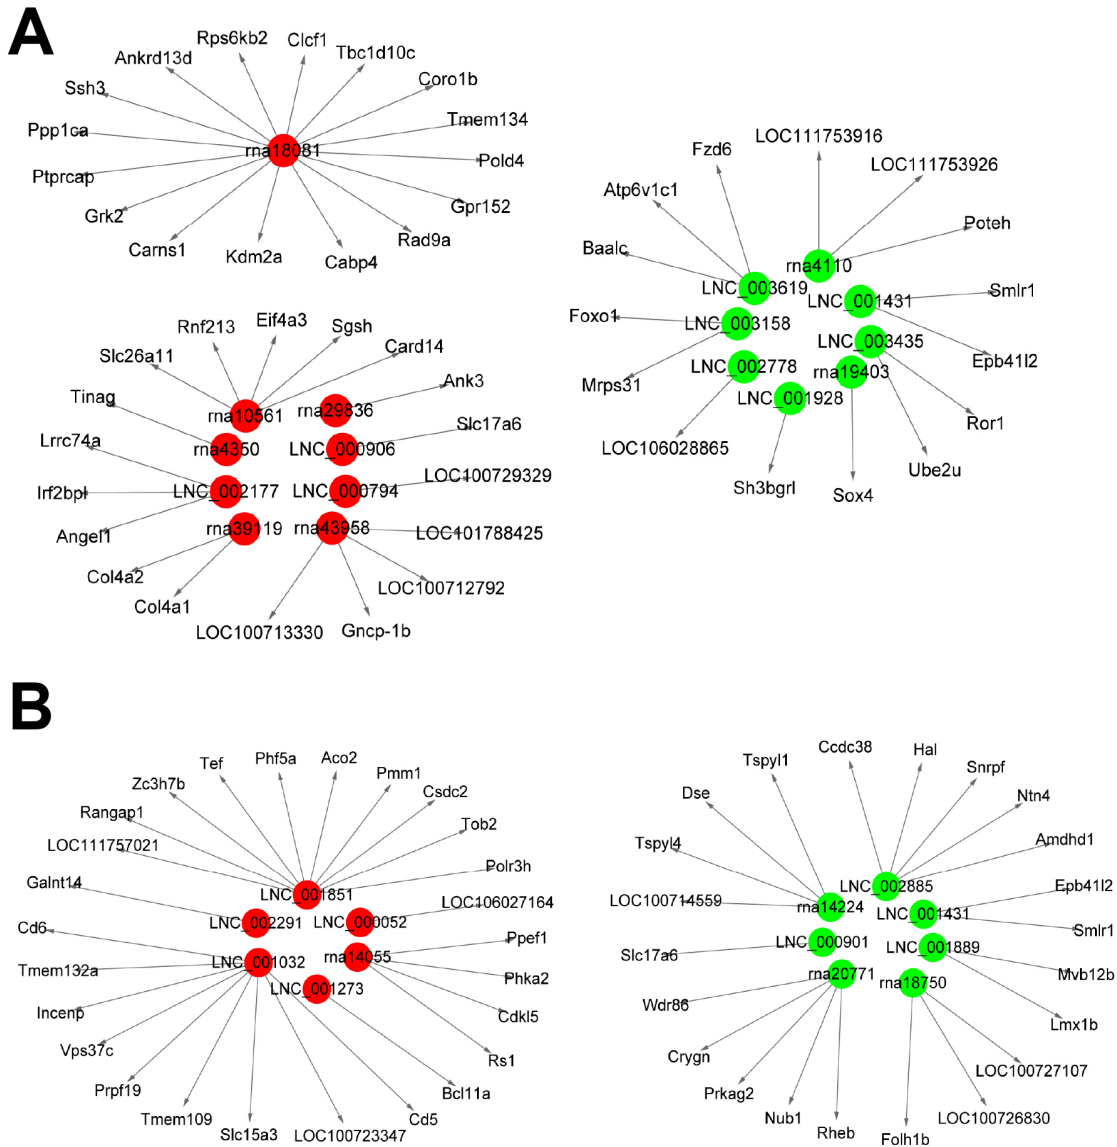 A
Rps6kb2
Clcf1
Tbc1d10c
Ankrd13d
Coro1b
Ssh3
Tmem134
Ppp1ca
rna18081
Pold4
Ptprcap
Gpr152
Grk2
Rad9a
Carns1
Kdm2a
Cabp4
Rnf213
Eif4a3
Sgsh
Slc26a11
Card14
Tinag
Ank3
rna10561
rna29836
Lrrc74a
Slc17a6
rna4350
LNC_000906
Irf2bpl
LNC_002177
LNC_000794
LOC100729329
Angel1
rna39119
rna43958
LOC101788425
Col4a2
LOC100712792
Col4a1
LOC100713330
Gncp-1b
LOC111753916
Fzd6
LOC111753926
Atp6v1c1
Poteh
Baalc
rna4110
LNC_003619
LNC_001431
Smlr1
Foxo1
LNC_003158
LNC_003435
Epb41l2
LNC_002778
rna19403
Mrps31
LNC_001928
Ror1
LOC106028865
Ube2u
Sh3bgrl
Sox4
B
Tef
Phf5a
Aco2
Pmm1
Zc3h7b
Csdc2
Rangap1
Tob2
LOC111757021
Polr3h
Galnt14
LNC_001851
LOC106027164
LNC_002291
LNC_000052
Cd6
Ppef1
LNC_001032
rna14055
Tmem132a
Phka2
LNC_001273
Incenp
Cdkl5
Vps37c
Rs1
Prpf19
Bcl11a
Tmem109
Cd5
Slc15a3
LOC100723347
Ccdc38
Hal
Tspyl1
Snrpf
Dse
Ntn4
Tspyl4
Amdhd1
LNC_002885
Epb41l2
LOC100714559
rna14224
LNC_001431
Smlr1
Slc17a6
LNC_000901
LNC_001889
Mvb12b
rna20771
rna18750
Wdr86
Lmx1b
Crygn
LOC100727107
Prkag2
LOC100726830
Nub1
Rheb
Folh1b